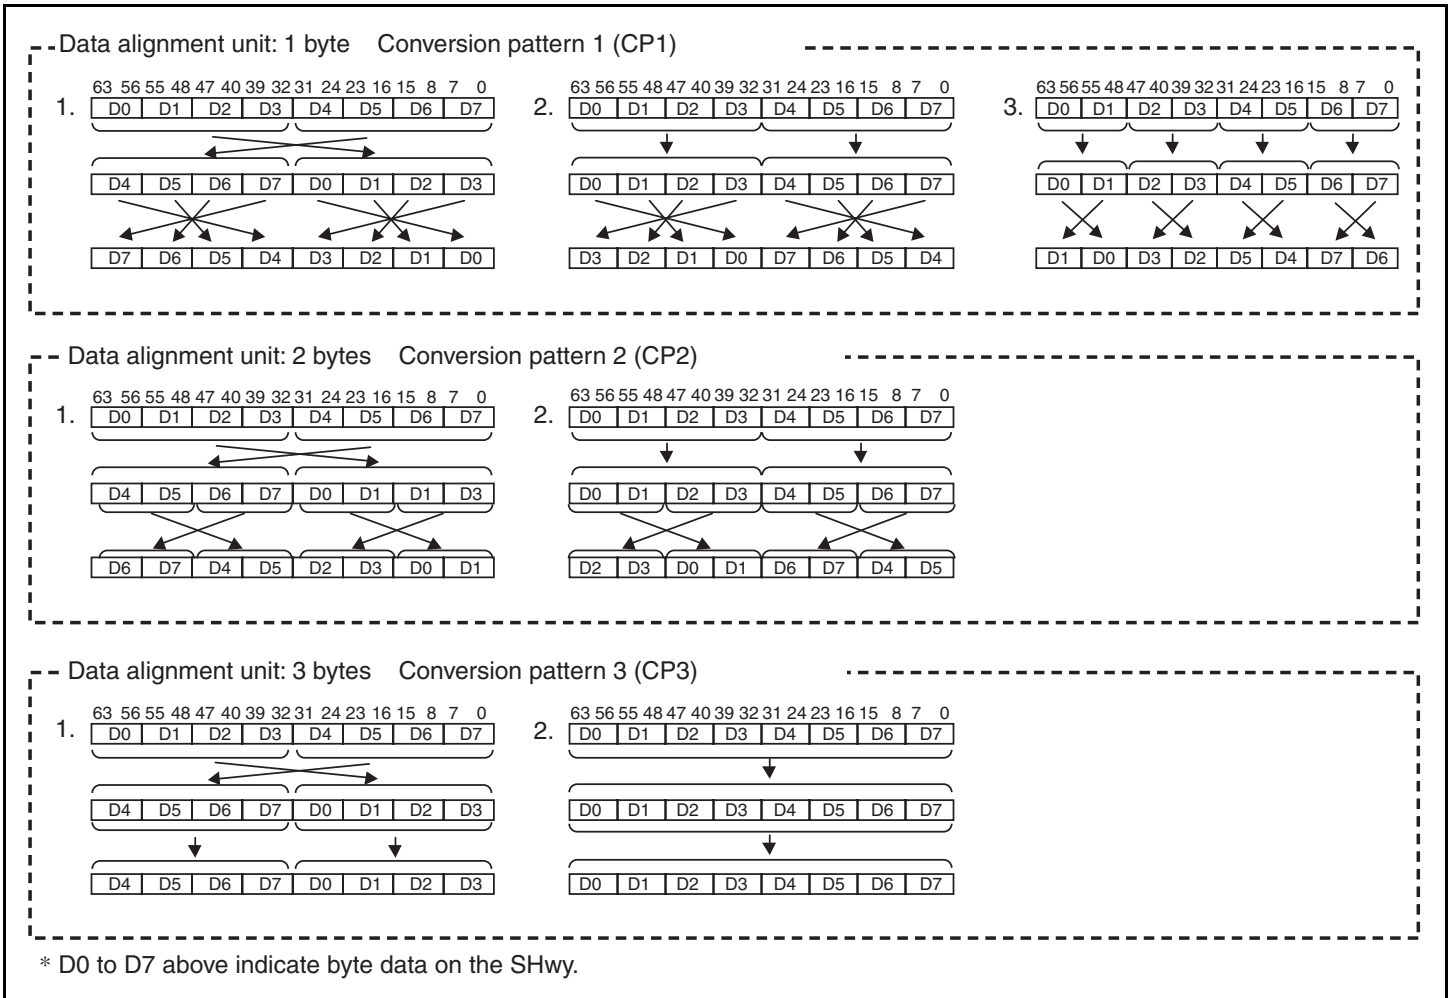 Data alignment unit: 1 byte Conversion pattern 1 (CP1)
1. 63 56 55 48 47 40 39 32 31 24 23 16 15 8 7 0
D0 D1 D2 D3 D4 D5 D6 D7
D4 D5 D6 D7 D0 D1 D2 D3
D7 D6 D5 D4 D3 D2 D1 D0
2. 63 56 55 48 47 40 39 32 31 24 23 16 15 8 7 0
D0 D1 D2 D3 D4 D5 D6 D7
D0 D1 D2 D3 D4 D5 D6 D7
D3 D2 D1 D0 D7 D6 D5 D4
3. 63 56 55 48 47 40 39 32 31 24 23 16 15 8 7 0
D0 D1 D2 D3 D4 D5 D6 D7
D0 D1 D2 D3 D4 D5 D6 D7
D1 D0 D3 D2 D5 D4 D7 D6
Data alignment unit: 2 bytes Conversion pattern 2 (CP2)
1. 63 56 55 48 47 40 39 32 31 24 23 16 15 8 7 0
D0 D1 D2 D3 D4 D5 D6 D7
D4 D5 D6 D7 D0 D1 D1 D3
D6 D7 D4 D5 D2 D3 D0 D1
2. 63 56 55 48 47 40 39 32 31 24 23 16 15 8 7 0
D0 D1 D2 D3 D4 D5 D6 D7
D0 D1 D2 D3 D4 D5 D6 D7
D2 D3 D0 D1 D6 D7 D4 D5
Data alignment unit: 3 bytes Conversion pattern 3 (CP3)
1. 63 56 55 48 47 40 39 32 31 24 23 16 15 8 7 0
D0 D1 D2 D3 D4 D5 D6 D7
D4 D5 D6 D7 D0 D1 D2 D3
D4 D5 D6 D7 D0 D1 D2 D3
2. 63 56 55 48 47 40 39 32 31 24 23 16 15 8 7 0
D0 D1 D2 D3 D4 D5 D6 D7
D0 D1 D2 D3 D4 D5 D6 D7
D0 D1 D2 D3 D4 D5 D6 D7
* D0 to D7 above indicate byte data on the SHwy.